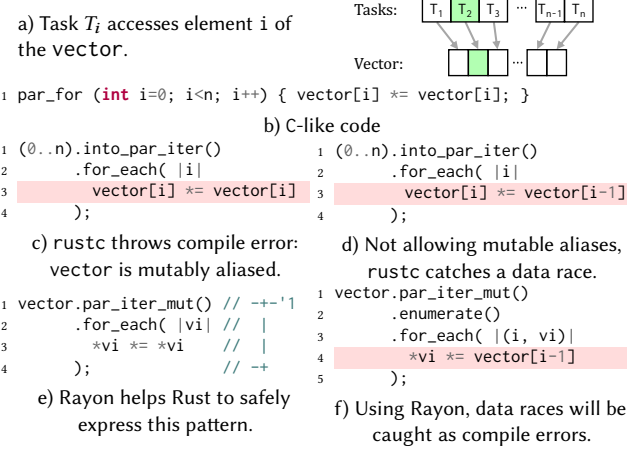 a) Task Ti accesses element i of
the vector.
Tasks: T1 T2 T3 ··· Tn-1 Tn
Vector: ···
1 par_for (int i=0; i<n; i++) { vector[i] *= vector[i]; }
b) C-like code
1 (0..n).into_par_iter()
2 .for_each( |i|
3 vector[i] *= vector[i]
4 );
c) rustc throws compile error:
vector is mutably aliased.
1 (0..n).into_par_iter()
2 .for_each( |i|
3 vector[i] *= vector[i-1]
4 );
d) Not allowing mutable aliases,
rustc catches a data race.
1 vector.par_iter_mut() // -+-'1
2 .for_each( |vi| // |
3 *vi *= *vi // |
4 ); // -+
e) Rayon helps Rust to safely
express this pattern.
1 vector.par_iter_mut()
2 .enumerate()
3 .for_each( |(i, vi)|
4 *vi *= vector[i-1]
5 );
f) Using Rayon, data races will be
caught as compile errors.